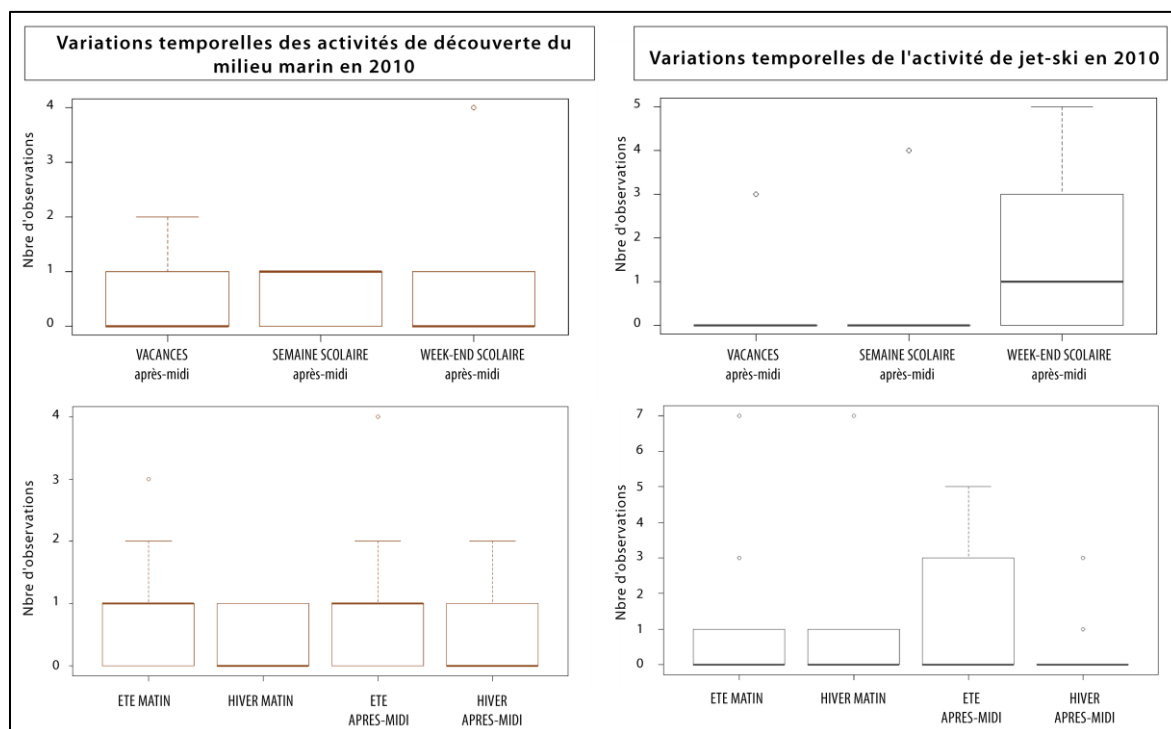 Variations temporelles des activités de découverte du
milieu marin en 2010
Nbre d'observations
4
3
2
1
0
VACANCES
après-midi
SEMAINE SCOLAIRE
après-midi
WEEK-END SCOLAIRE
après-midi
Nbre d'observations
4
3
2
1
0
ETE MATIN
HIVER MATIN
ETE
APRES-MIDI
HIVER
APRES-MIDI
Variations temporelles de l'activité de jet-ski en 2010
Nbre d'observations
5
4
3
2
1
0
VACANCES
après-midi
SEMAINE SCOLAIRE
après-midi
WEEK-END SCOLAIRE
après-midi
Nbre d'observations
7
6
5
4
3
2
1
0
ETE MATIN
HIVER MATIN
ETE
APRES-MIDI
HIVER
APRES-MIDI